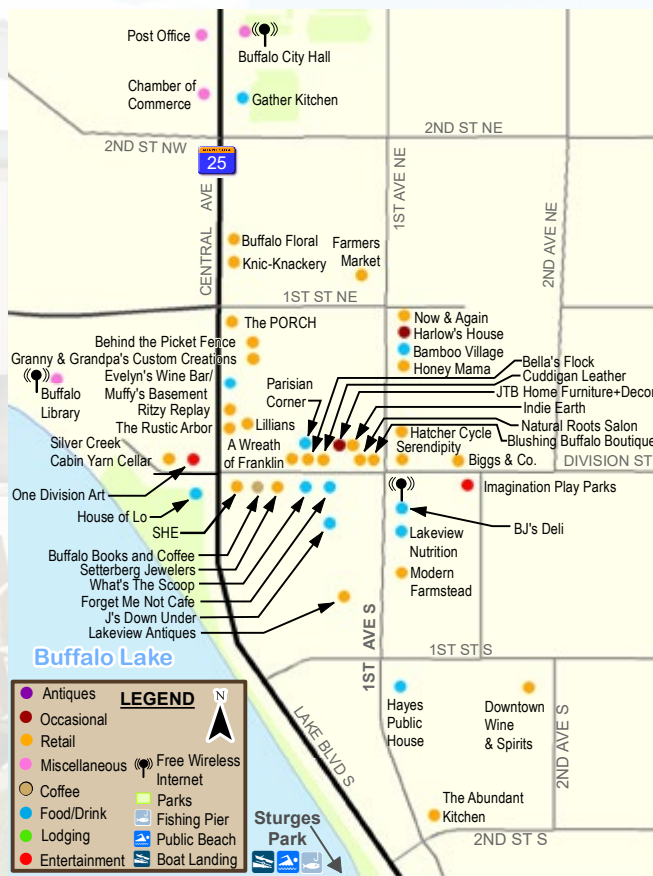 Post Office
Buffalo City Hall
Chamber of
Commerce
Gather Kitchen
2ND ST NE
2ND ST NW
25
CENTRAL AVE
1ST AVE NE
2ND AVE NE
Buffalo Floral
Knic-Knackery
Farmers
Market
1ST ST NE
The PORCH
Behind the Picket Fence
Granny & Grandpa's Custom Creations
Evelyn's Wine Bar/
Muffy's Basement
Ritzy Replay
The Rustic Arbor
Lillians
Buffalo
Library
Parisian
Corner
A Wreath
of Franklin
Now & Again
Harlow's House
Bamboo Village
Honey Mama
Bella's Flock
Cuddigan Leather
JTB Home Furniture+Decor
Indie Earth
Natural Roots Salon
Blushing Buffalo Boutique
Hatcher Cycle
Serendipity
Biggs & Co.
DIVISION ST
Silver Creek
Cabin Yarn Cellar
One Division Art
House of Lo
SHE
Buffalo Books and Coffee
Setterberg Jewelers
What's The Scoop
Forget Me Not Cafe
J's Down Under
Lakeview Antiques
Imagination Play Parks
BJ's Deli
Lakeview
Nutrition
Modern
Farmstead
Buffalo Lake
1ST AVE S
1ST ST S
Hayes
Public
House
Downtown
Wine
& Spirits
2ND AVE S
LAKE BLVD S
The Abundant
Kitchen
2ND ST S
Sturges
Park
LEGEND
N
Antiques
Occasional
Retail
Miscellaneous
Coffee
Food/Drink
Lodging
Entertainment
Free Wireless
Internet
Parks
Fishing Pier
Public Beach
Boat Landing